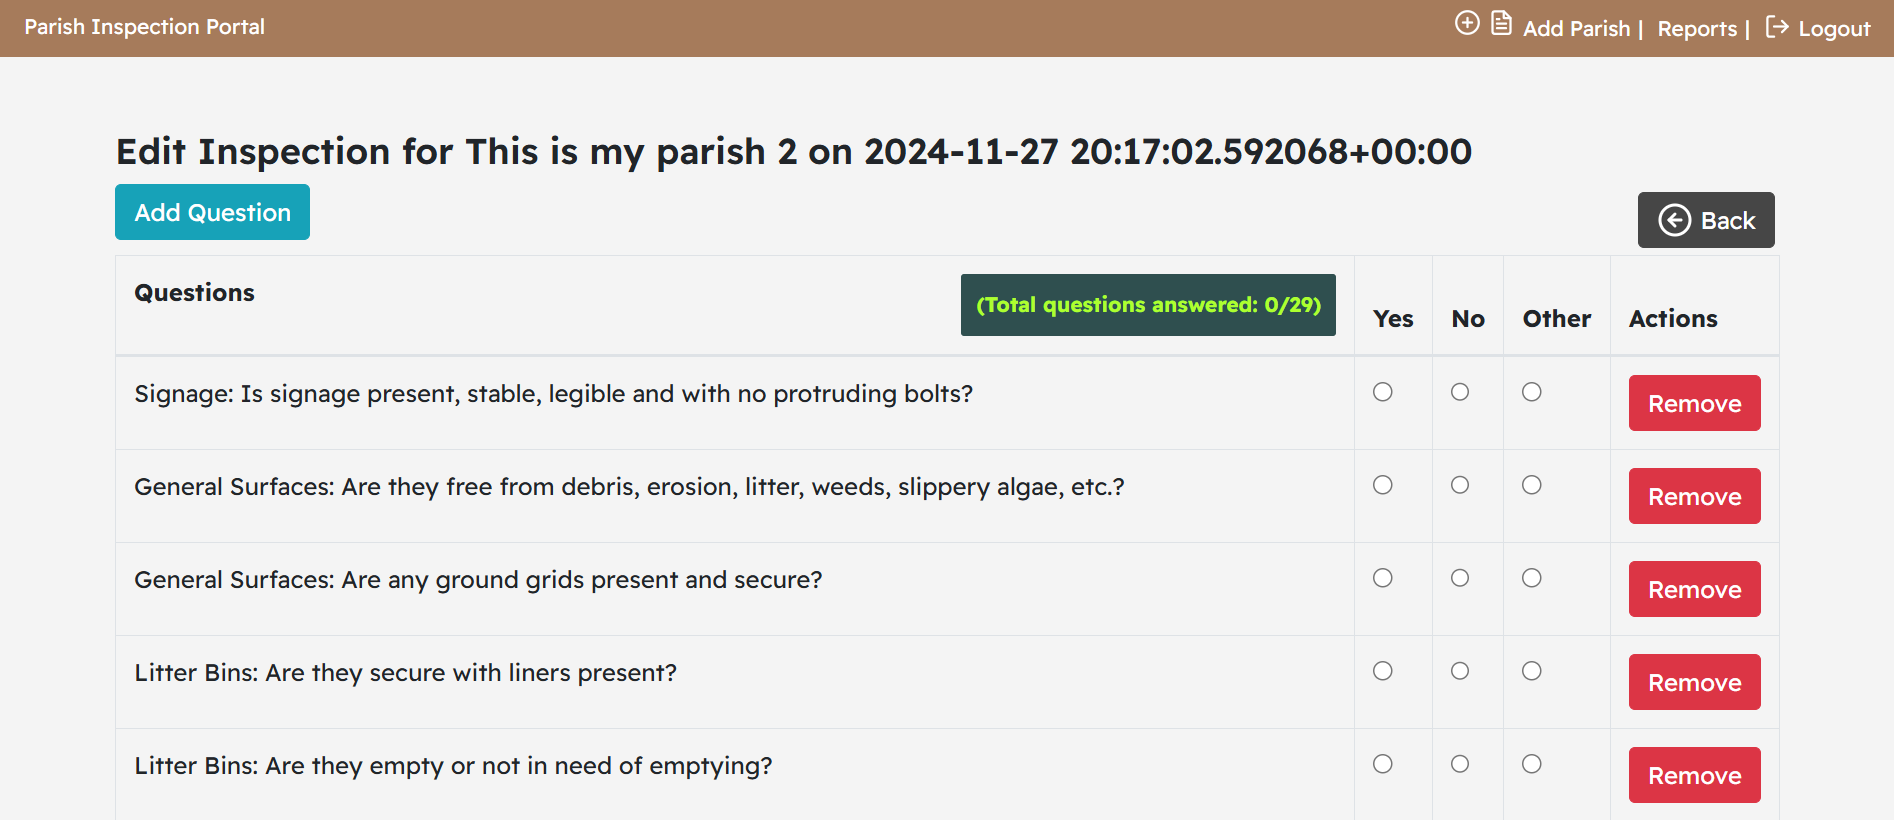 Parish Inspection Portal
Add Parish | Reports | Logout
Edit Inspection for This is my parish 2 on 2024-11-27 20:17:02.592068+00:00
Add Question
Back
Questions
(Total questions answered: 0/29)
Yes No Other Actions
Signage: Is signage present, stable, legible and with no protruding bolts?
Remove
General Surfaces: Are they free from debris, erosion, litter, weeds, slippery algae, etc.?
Remove
General Surfaces: Are any ground grids present and secure?
Remove
Litter Bins: Are they secure with liners present?
Remove
Litter Bins: Are they empty or not in need of emptying?
Remove